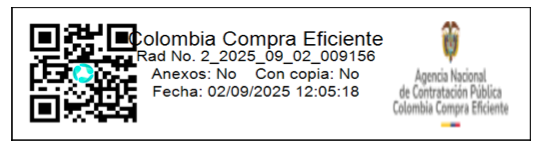 Colombia Compra Eficiente
Rad No. 2_2025_09_02_009156
Anexos: No Con copia: No
Fecha: 02/09/2025 12:05:18
Agencia Nacional
de Contratación Pública
Colombia Compra Eficiente